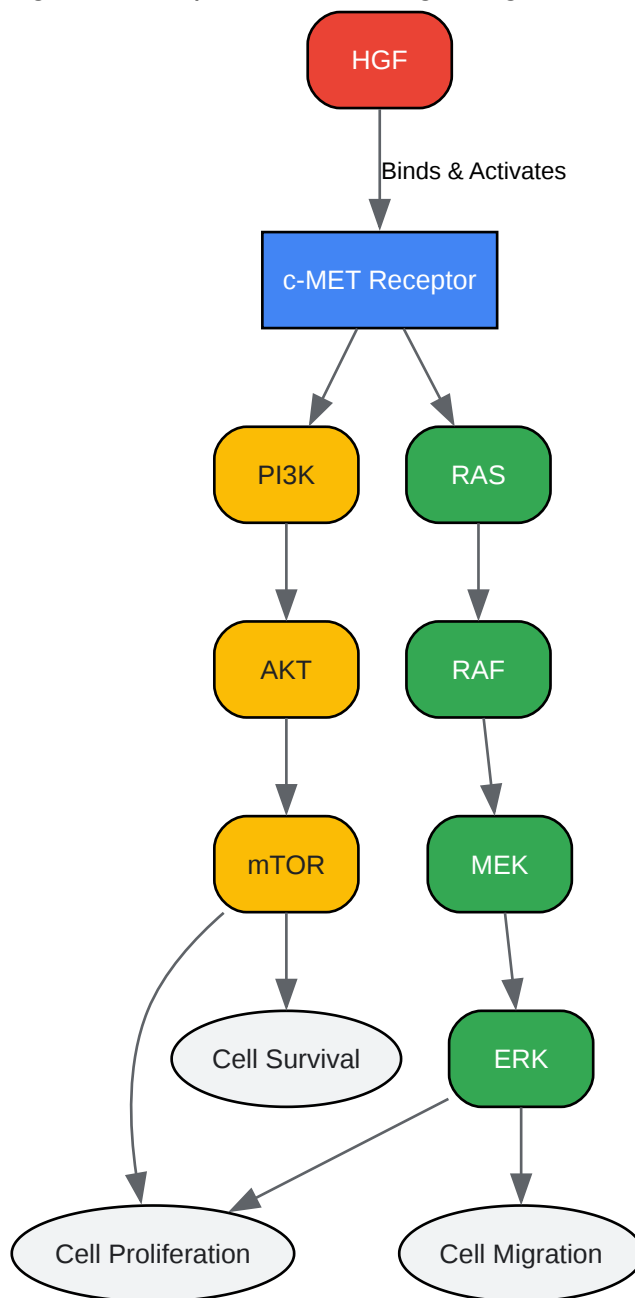 HGF
Binds & Activates
c-MET Receptor
PI3K
RAS
AKT
RAF
mTOR
MEK
Cell Survival
ERK
Cell Proliferation
Cell Migration